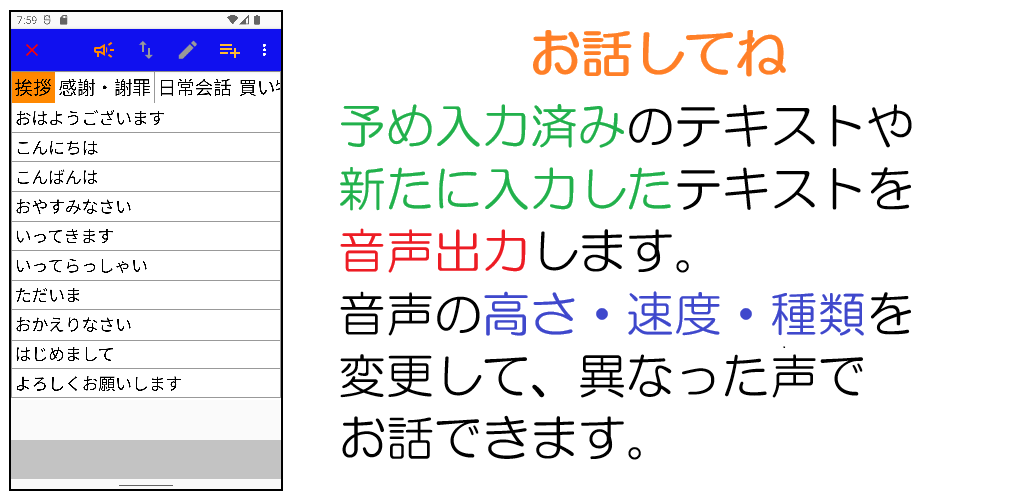 7:59
挨拶 感謝・謝罪 日常会話 買い
おはようございます
こんにちは
こんばんは
おやすみなさい
いってきます
いってらっしゃい
ただいま
おかえりなさい
はじめまして
よろしくお願いします
お話してね
予め入力済みのテキストや
新たに入力したテキストを
音声出力します。
音声の高さ・速度・種類を
変更して、異なった声で
お話できます。